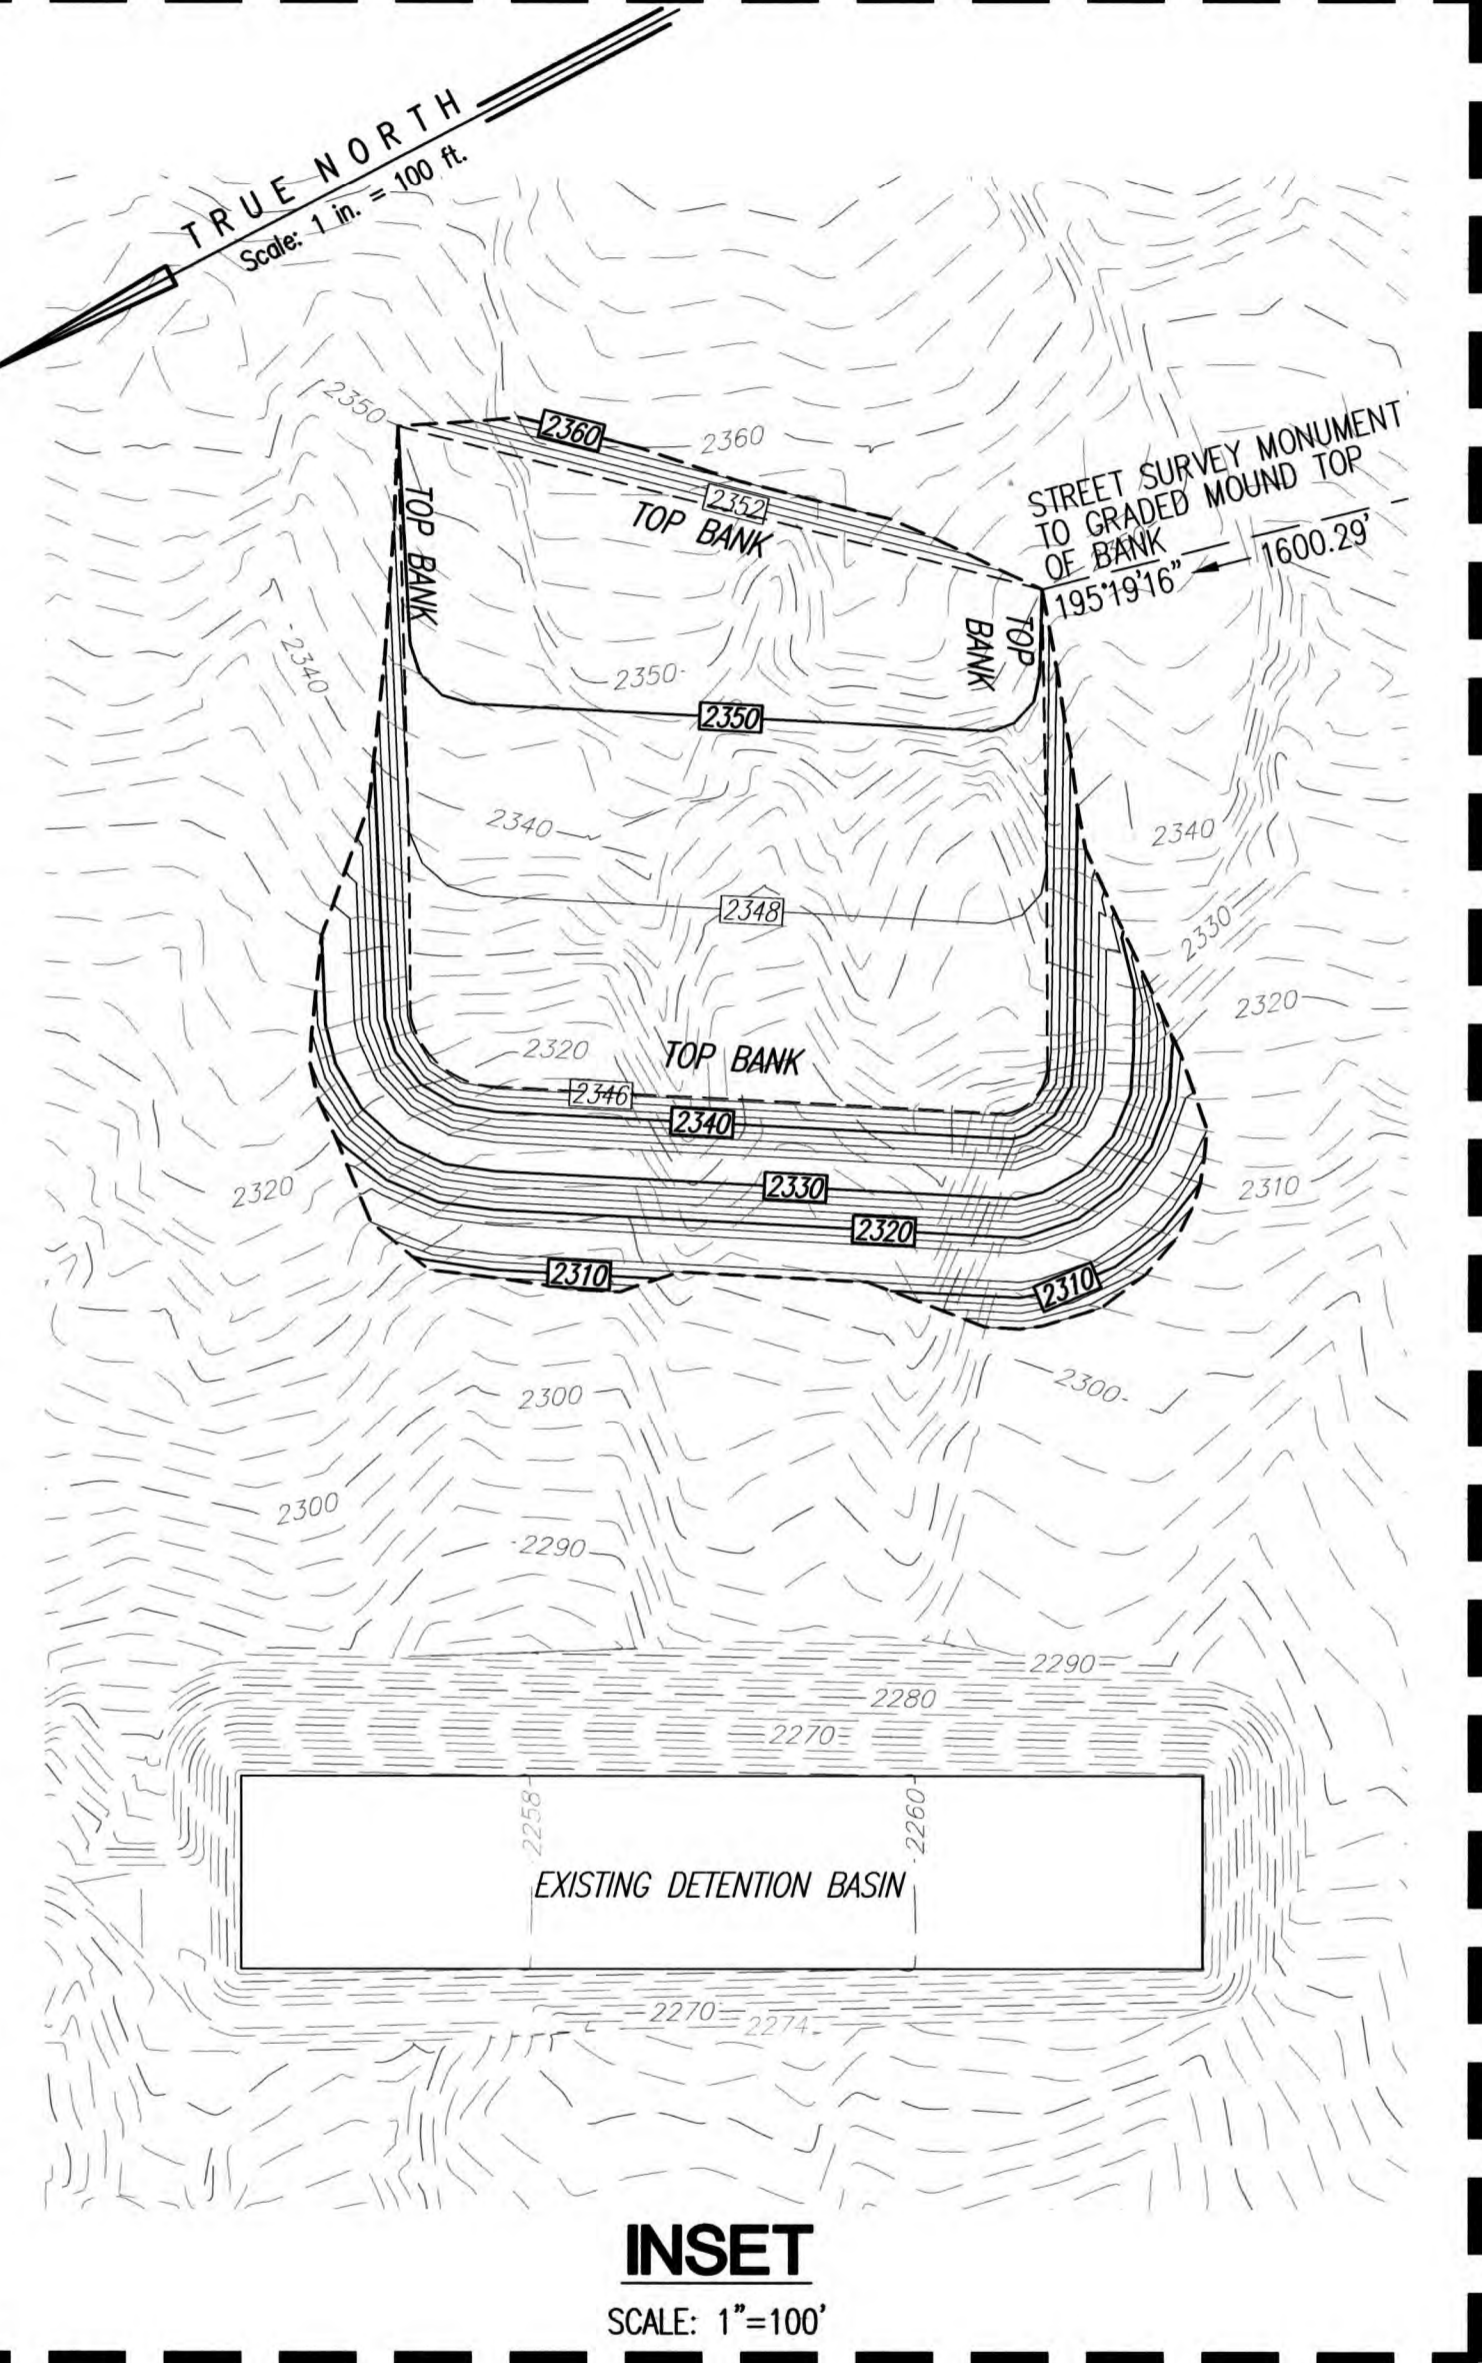 TRUE NORTH
Scale: 1 in. = 100 ft.
2350
2360
2360
STREET SURVEY MONUMENT
TO GRADED MOUND TOP
OF BANK
1600.29'
195°19'16"
2352
TOP BANK
TOP BANK
TOP
BANK
2340
2350
2350
2340
2340
2348
2330
2320
2320
TOP BANK
2346
2340
2320
2330
2310
2320
2310
2310
2300
2300
2300
2290
2290
2280
2270
2258
2260
EXISTING DETENTION BASIN
2270
2274
INSET
SCALE: 1"=100'